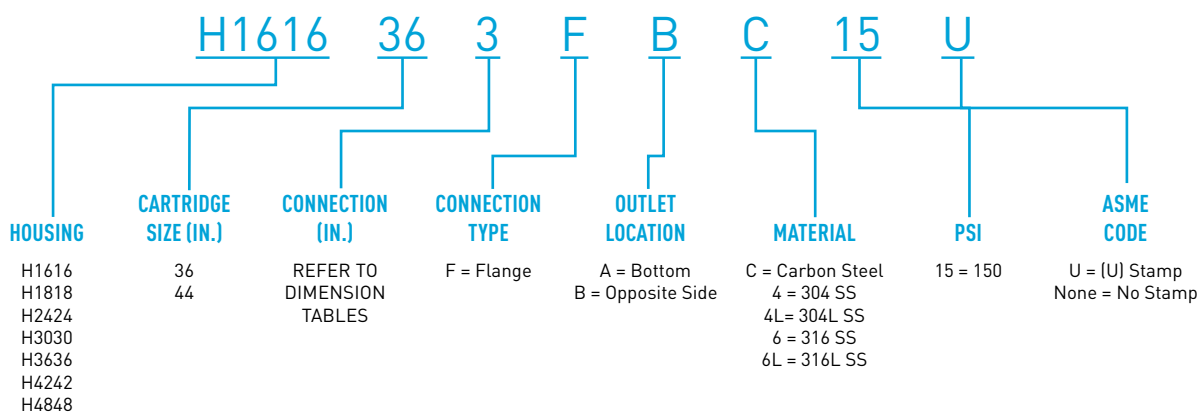 H1616 36 3 F B C 15 U
HOUSING
H1616
H1818
H2424
H3030
H3636
H4242
H4848
CARTRIDGE
SIZE (IN.)
36
44
CONNECTION
(IN.)
REFER TO
DIMENSION
TABLES
CONNECTION
TYPE
F = Flange
OUTLET
LOCATION
A = Bottom
B = Opposite Side
MATERIAL
C = Carbon Steel
4 = 304 SS
4L= 304L SS
6 = 316 SS
6L = 316L SS
PSI
15 = 150
ASME
CODE
U = (U) Stamp
None = No Stamp